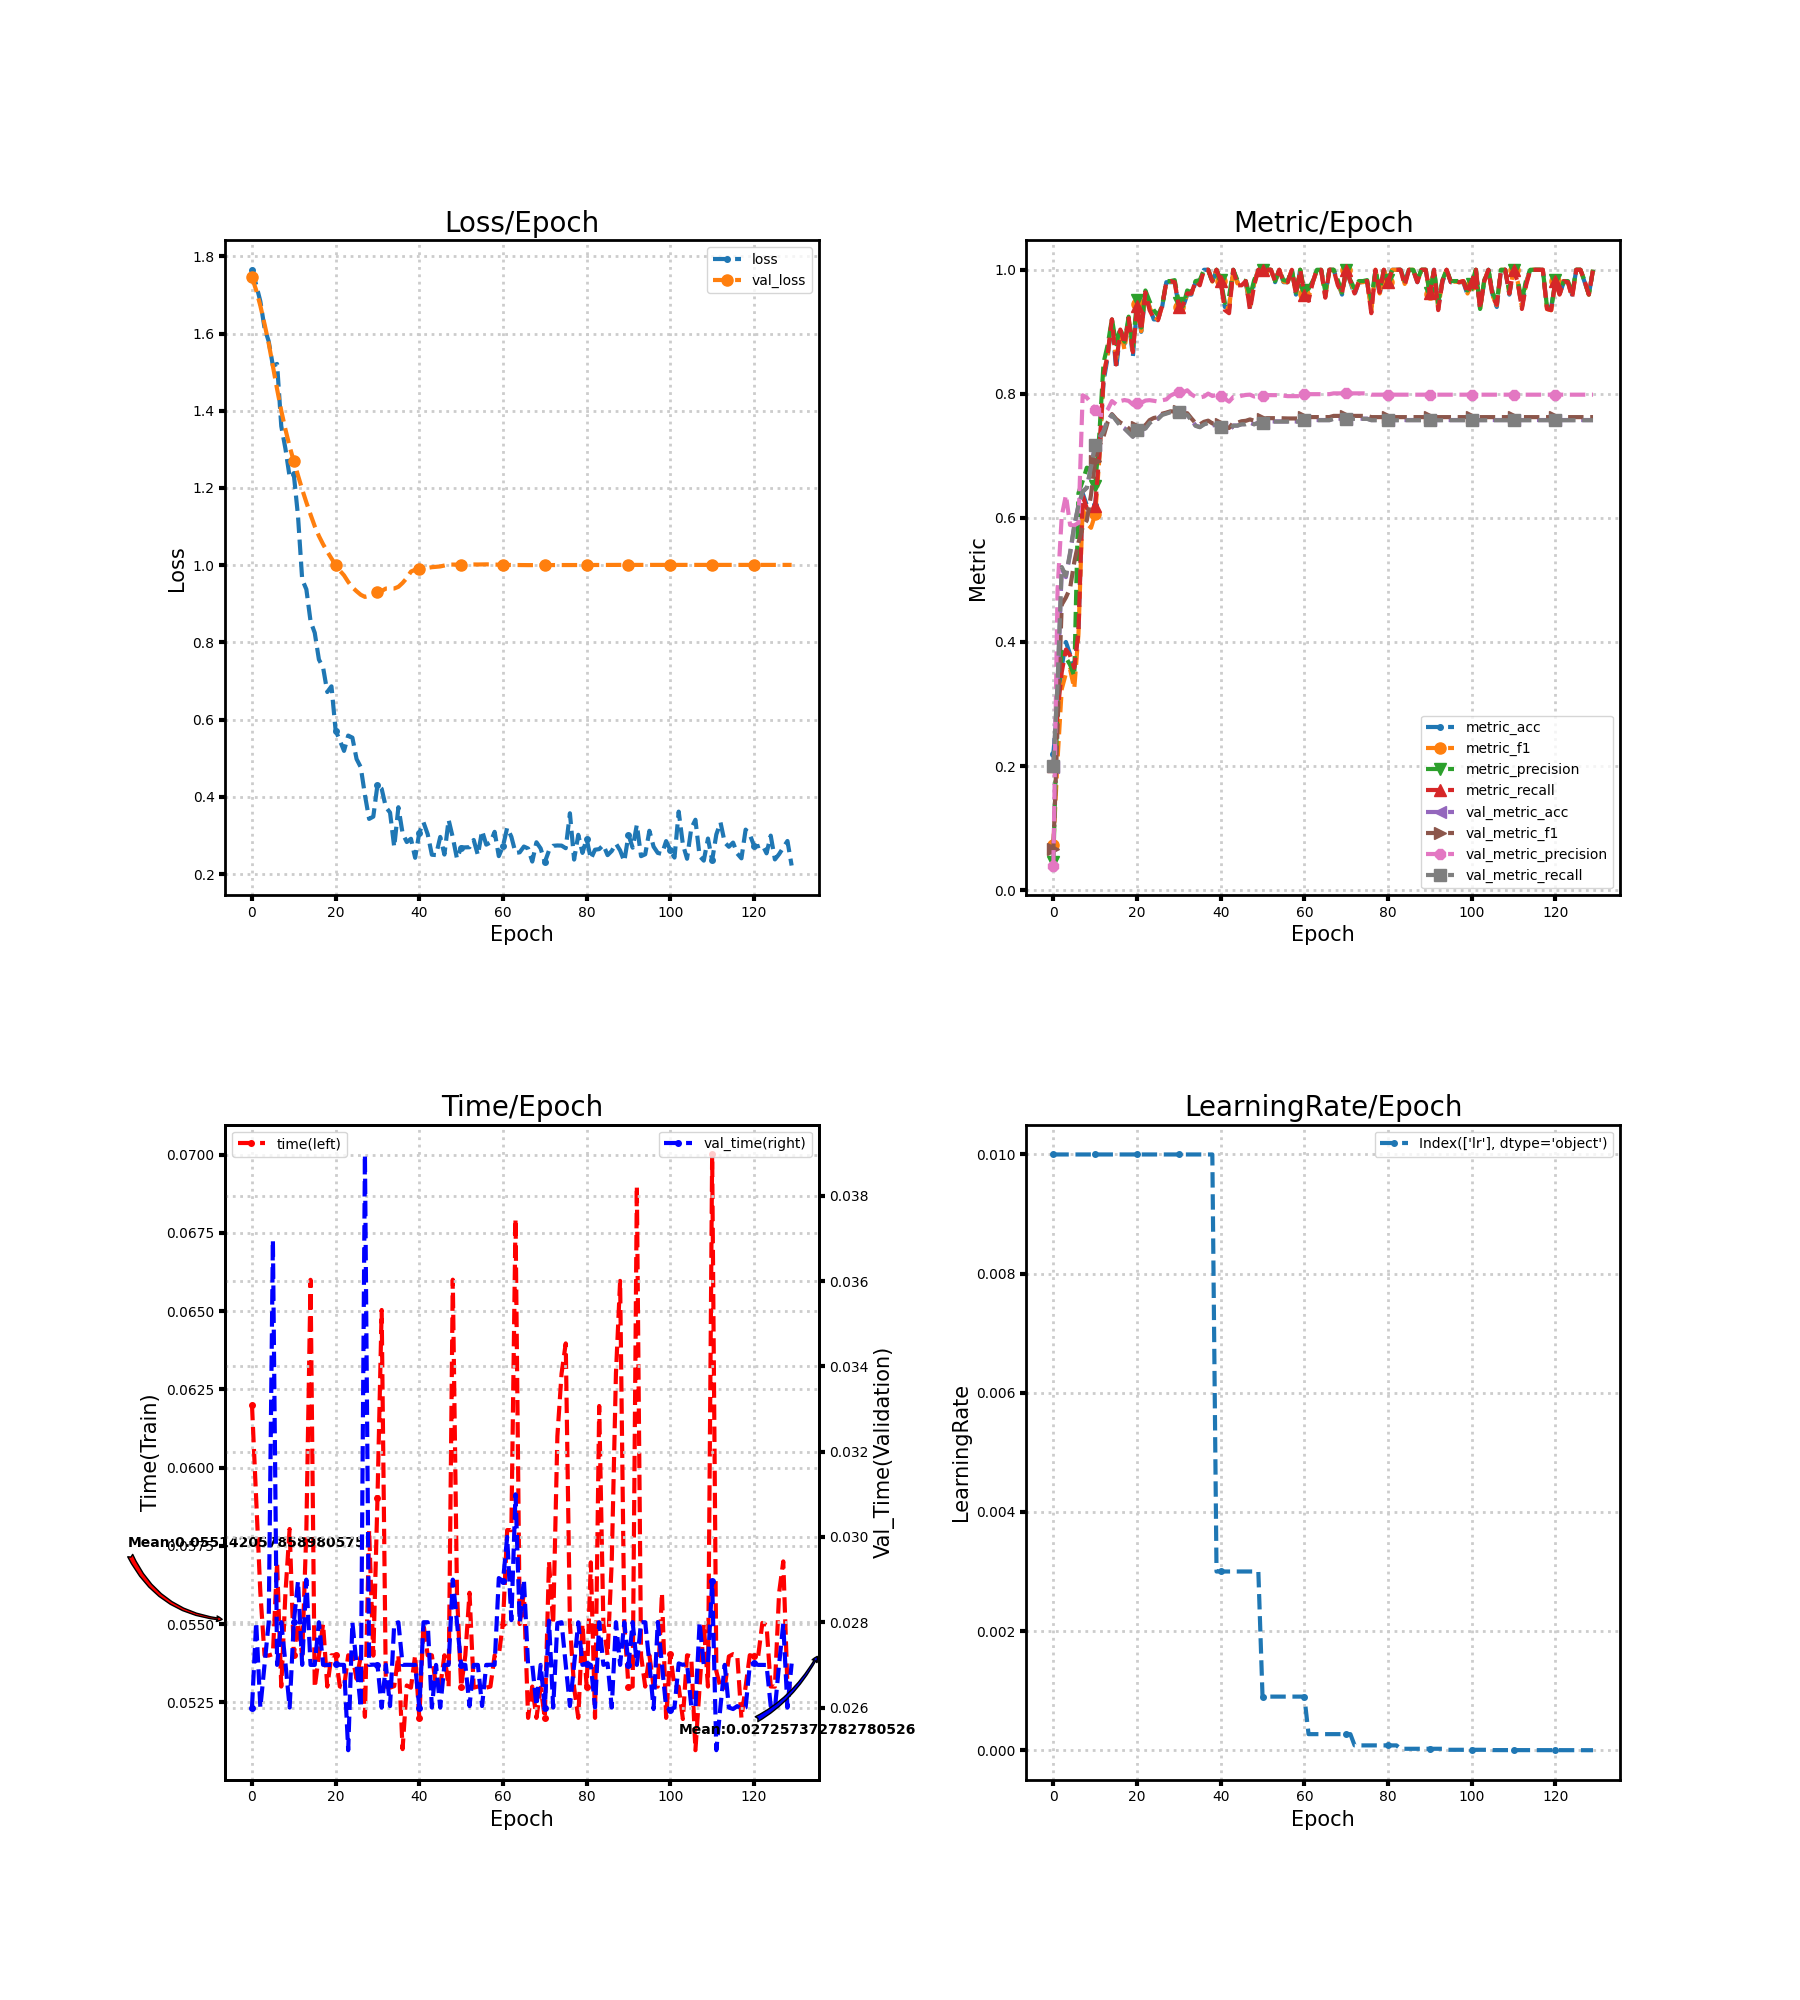 Loss/Epoch
1.8
1.6
1.4
1.2
1.0
0.8
0.6
0.4
0.2
Loss
0
20
40
60
80
100
120
Epoch
loss
val_loss
Metric/Epoch
1.0
0.8
0.6
0.4
0.2
0.0
Metric
0
20
40
60
80
100
120
Epoch
metric_acc
metric_f1
metric_precision
metric_recall
val_metric_acc
val_metric_f1
val_metric_precision
val_metric_recall
Time/Epoch
time(left)
val_time(right)
0.0700
0.0675
0.0650
0.0625
0.0600
0.0575
0.0550
0.0525
Time(Train)
0.038
0.036
0.034
0.032
0.030
0.028
0.026
Val_Time(Validation)
Mean:0.027257372782780526
0
20
40
60
80
100
120
Epoch
LearningRate/Epoch
Index(['lr'], dtype='object')
0.010
0.008
0.006
0.004
0.002
0.000
LearningRate
0
20
40
60
80
100
120
Epoch